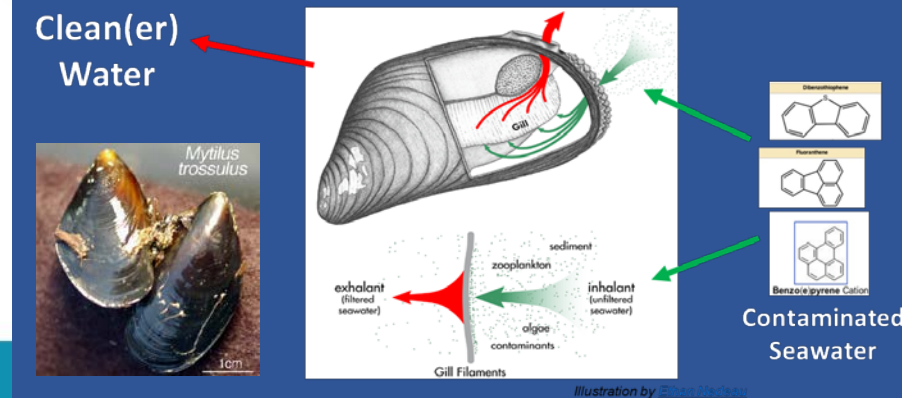 Clean(er)
Water
Mytilus
trossulus
1cm
Gill
sediment
zooplankton
exhalant
(filtered
seawater)
inhalant
(unfiltered
seawater)
algae
contaminants
Gill Filaments
Dibenzothiophene
S
Fluoranthene
Benzo(e)pyrene Cation
Contaminated
Seawater
Illustration by